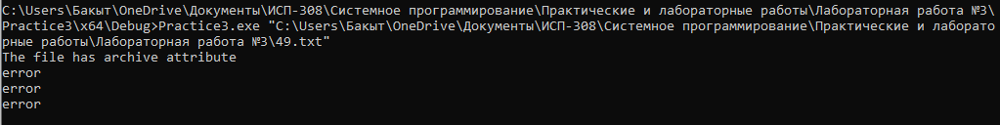 C:\Users\Бакыт\OneDrive\Документы\ИСП-308\Системное программирование\Практические и лабораторные работы\Лабораторная работа №3\
Practice3\x64\Debug>Practice3.exe "C:\Users\Бакыт\OneDrive\Документы\ИСП-308\Системное программирование\Практические и лаборато
рные работы\Лабораторная работа №3\49.txt"
The file has archive attribute
error
error
error